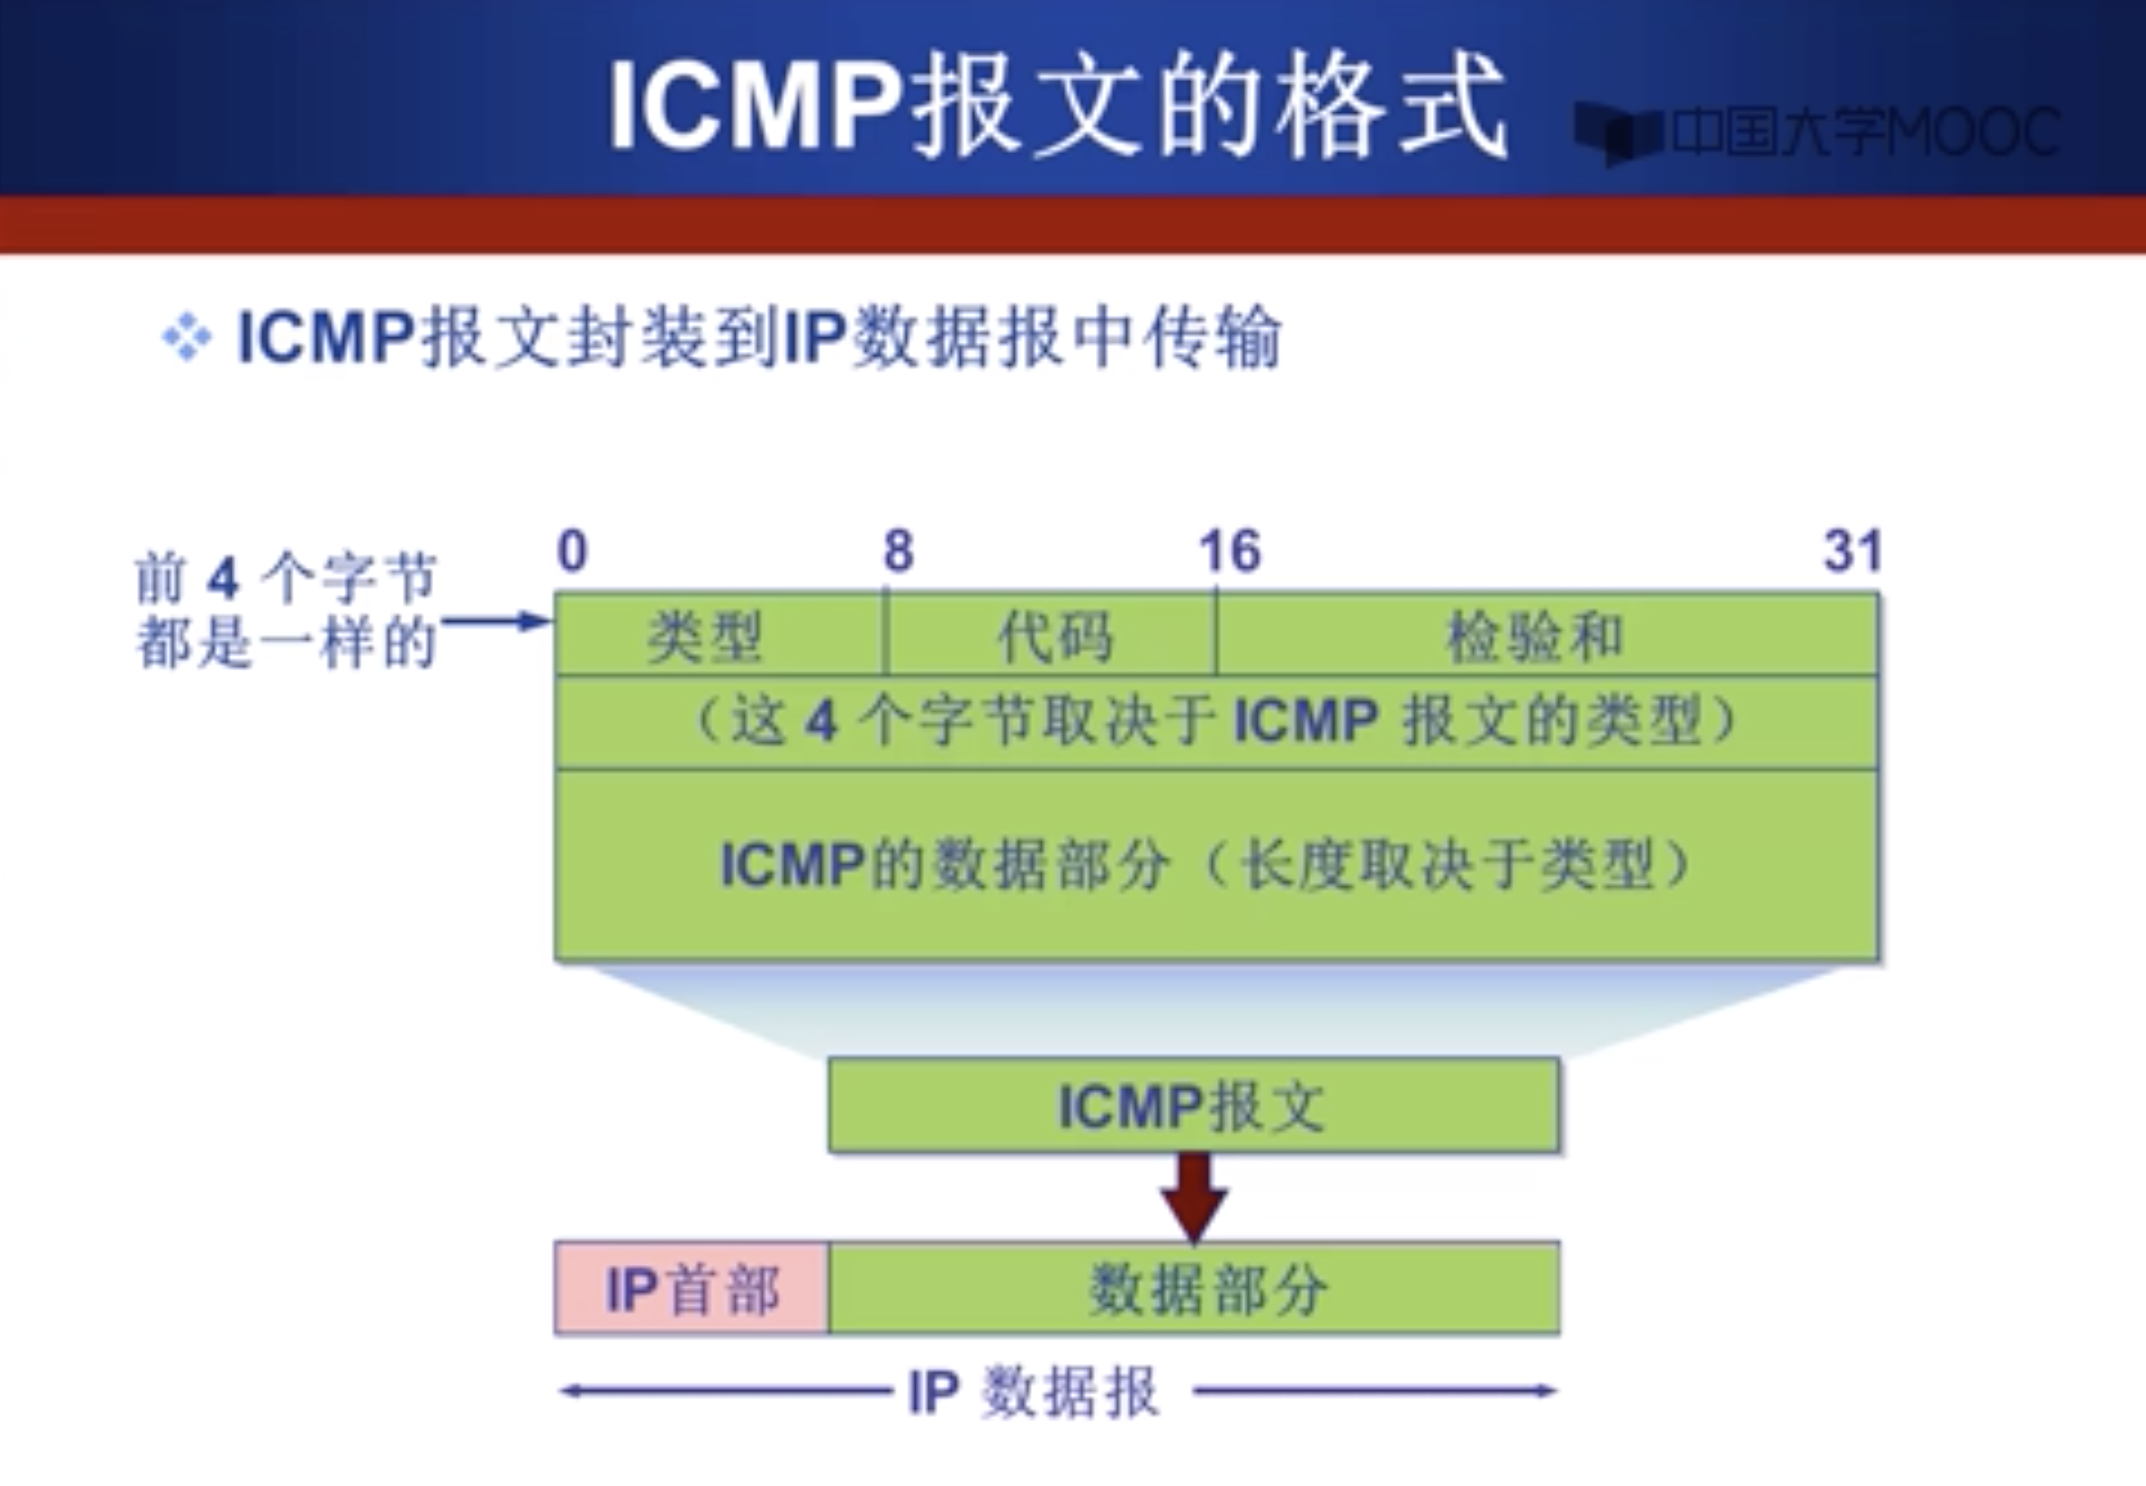 ICMP报文的格式
中国大学MOOC
ICMP报文封装到IP数据报中传输
0 8 16 31
前 4 个字节
都是一样的
类型 代码 检验和
（这 4 个字节取决于 ICMP 报文的类型）
ICMP的数据部分（长度取决于类型）
ICMP报文
IP首部 数据部分
IP 数据报